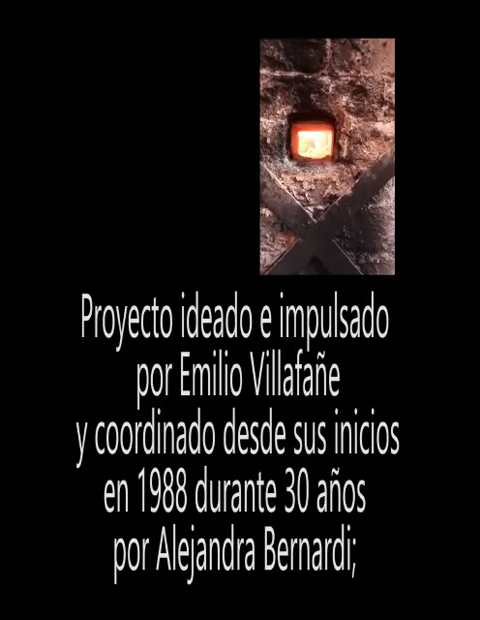 Proyecto ideado e impulsado
por Emilio Villafañe
y coordinado desde sus inicios
en 1988 durante 30 años
por Alejandra Bernardi;